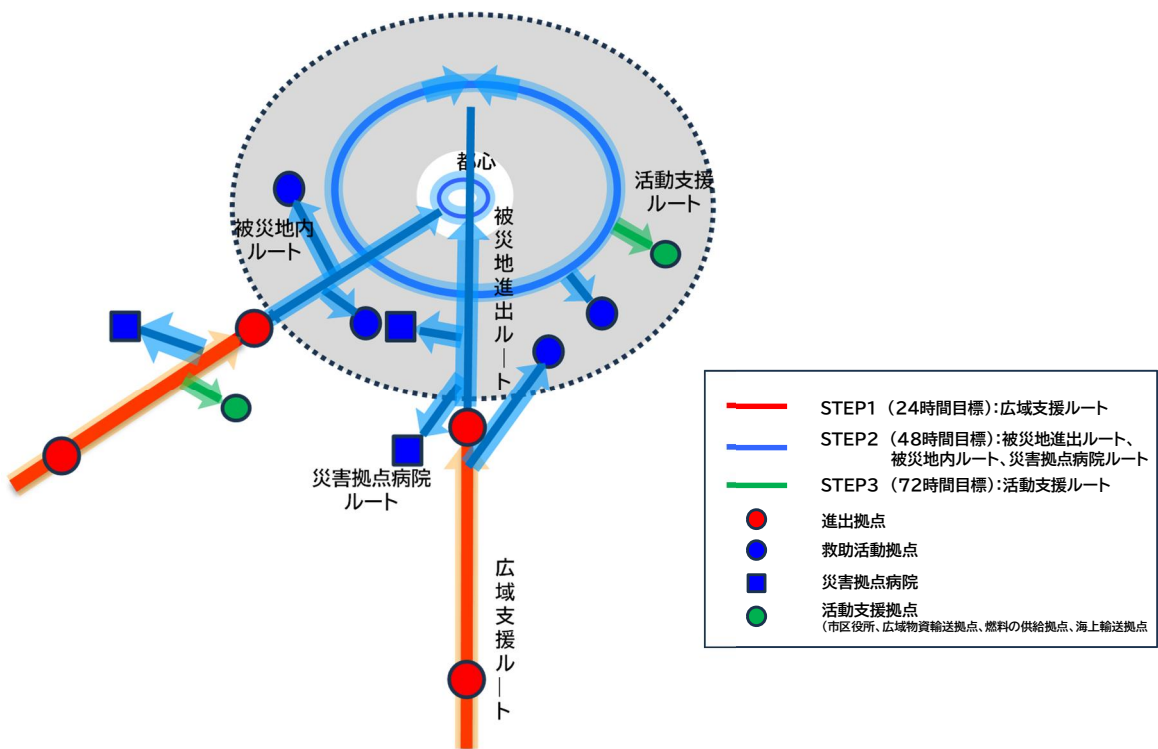 都心
活動支援
ルート
被災地内
ルート
被災地進出ルート
災害拠点病院
ルート
広域支援ルート
STEP1 (24時間目標):広域支援ルート
STEP2 (48時間目標):被災地進出ルート、
被災地内ルート、災害拠点病院ルート
STEP3 (72時間目標):活動支援ルート
進出拠点
救助活動拠点
災害拠点病院
活動支援拠点
(市区役所、広域物資輸送拠点、燃料の供給拠点、海上輸送拠点